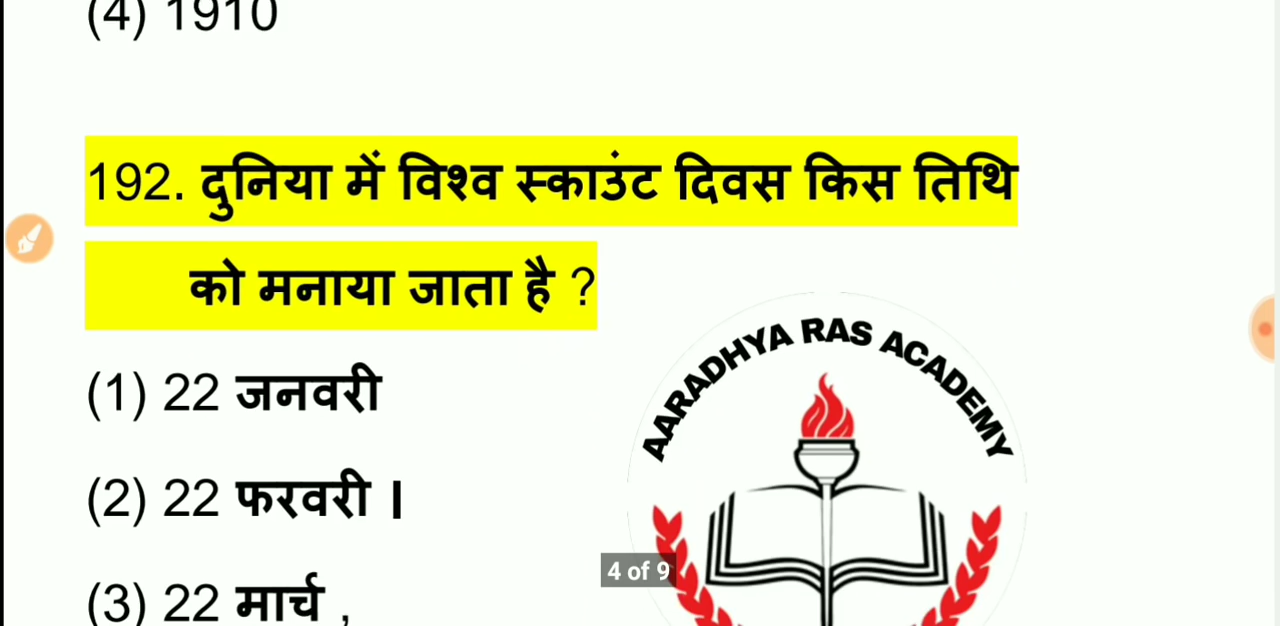 (4) 1910
192. दुनिया में विश्व स्काउंट दिवस किस तिथि
को मनाया जाता है ?
(1) 22 जनवरी
AARADHYA RAS ACADEMY
(2) 22 फरवरी ।
4 of 9
(3) 22 मार्च ,